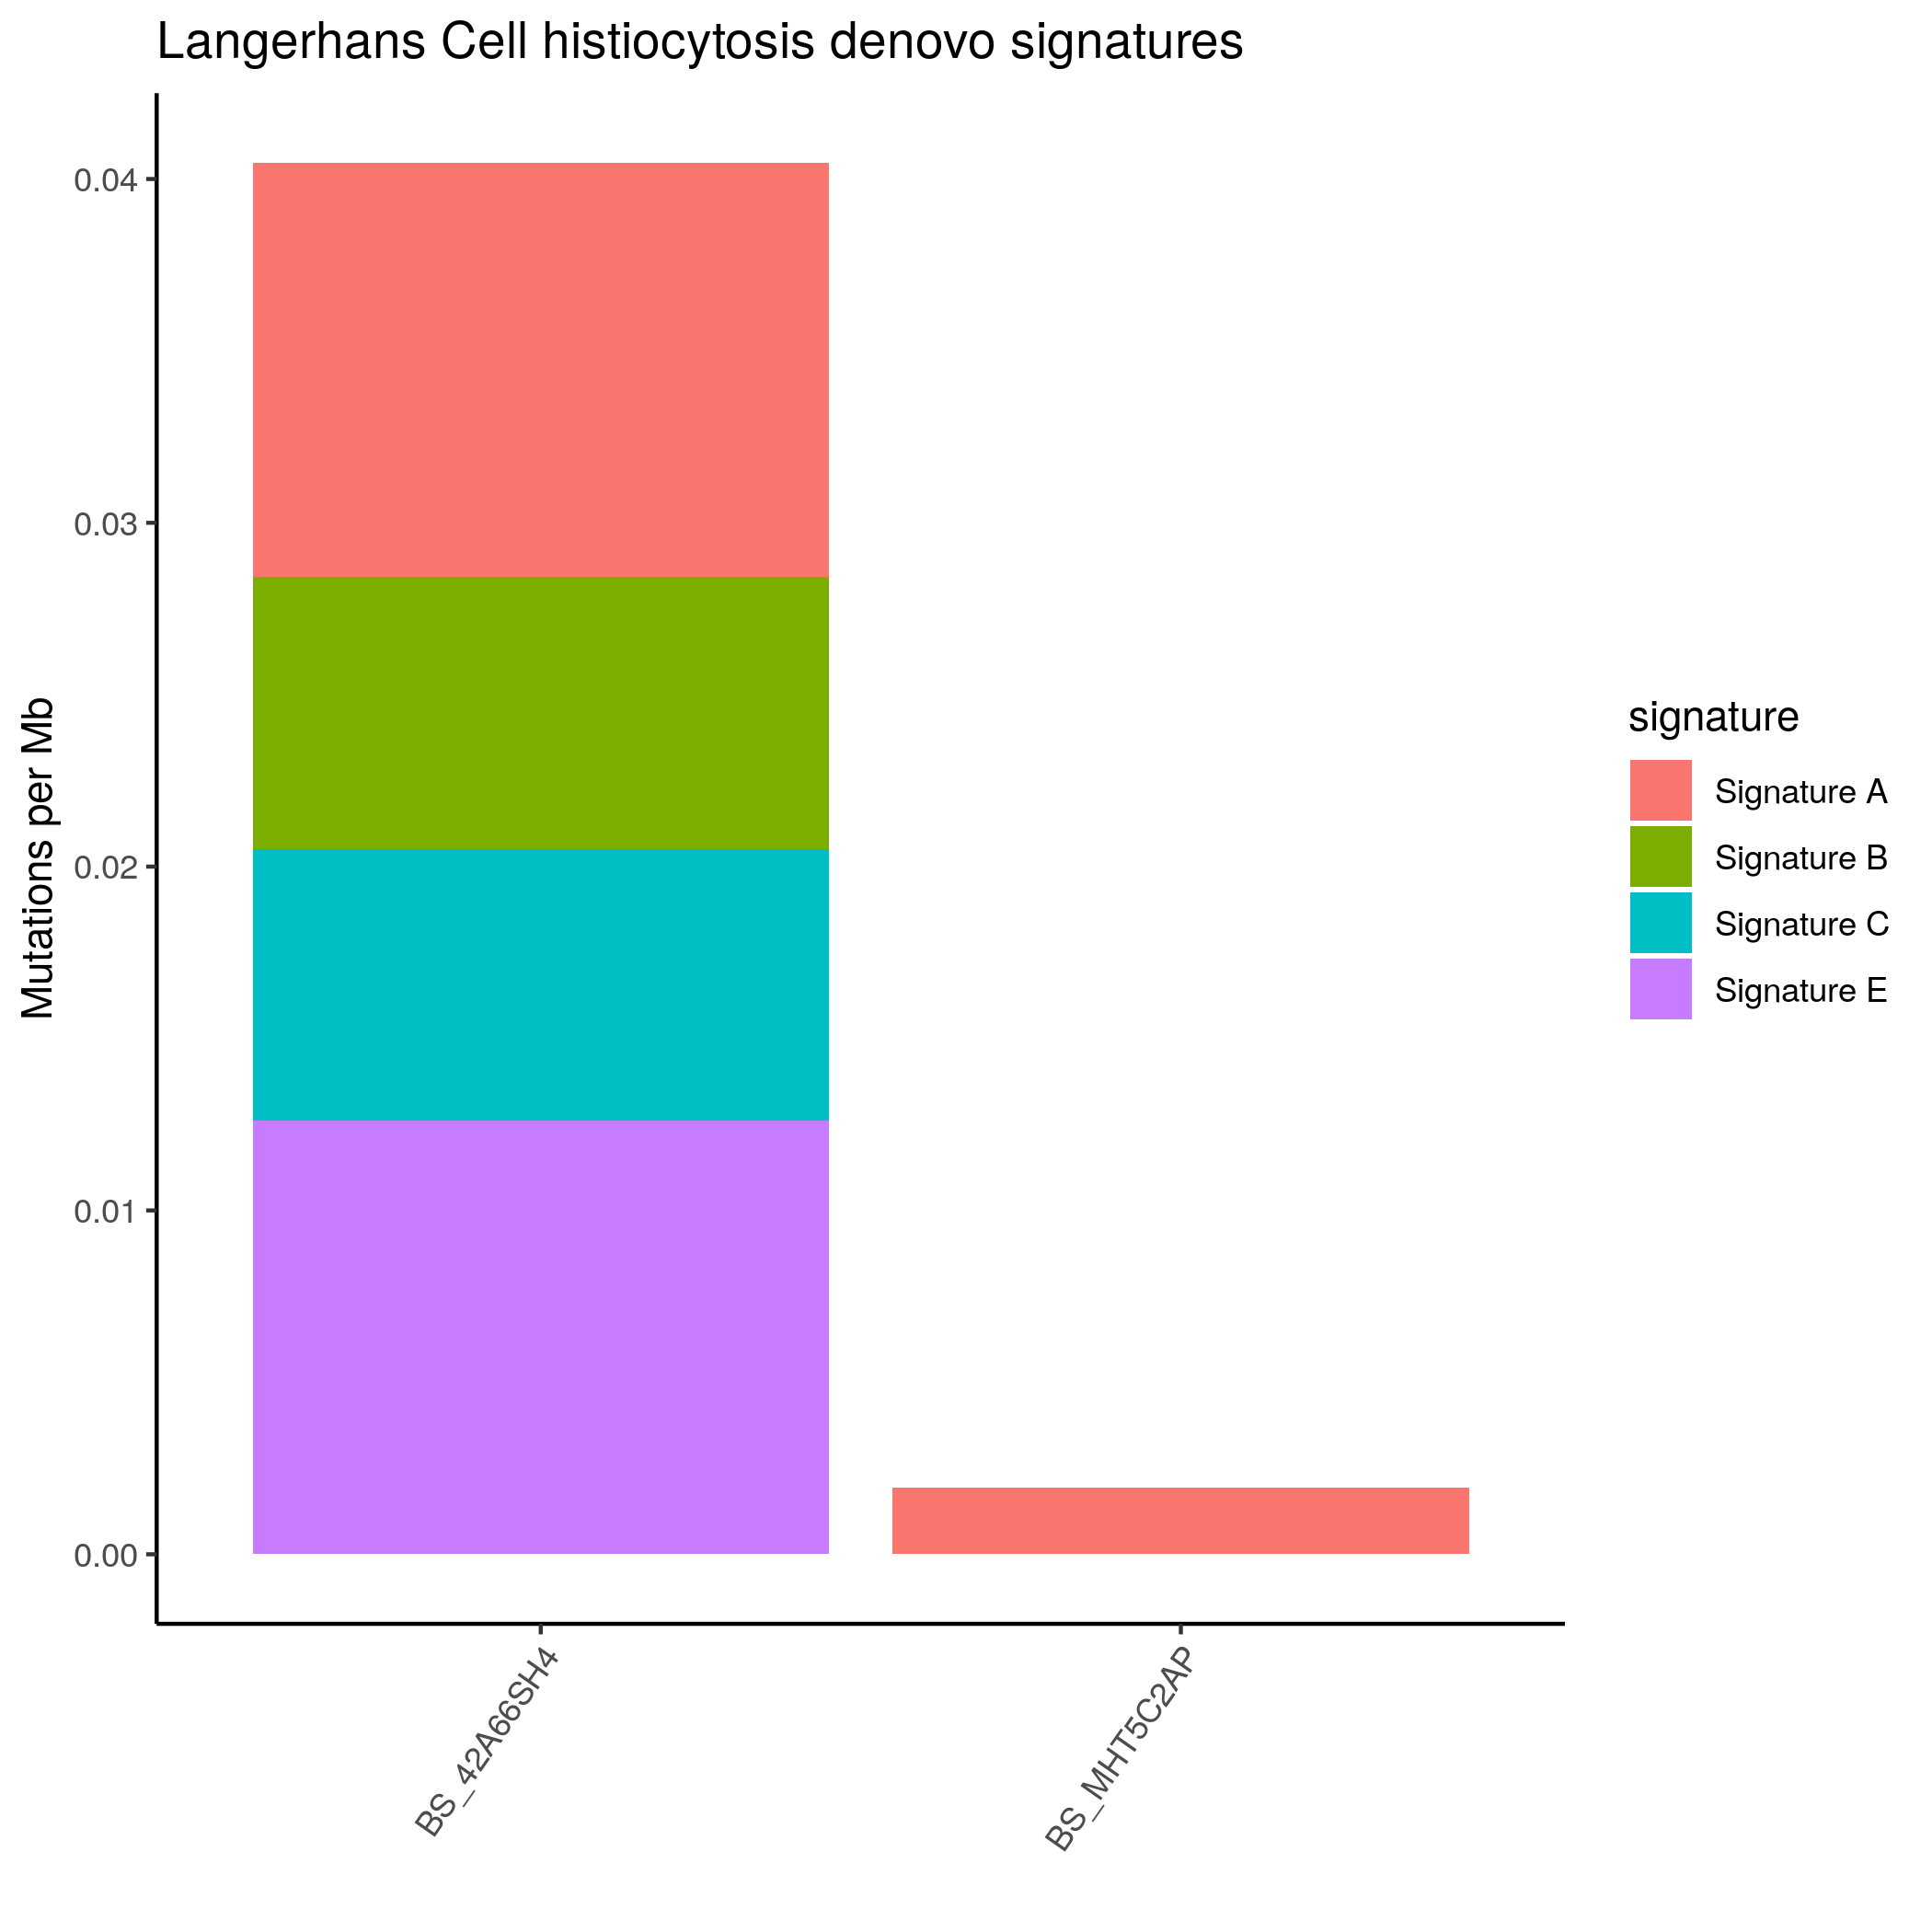 Langerhans Cell histiocytosis denovo signatures
Mutations per Mb
0.04
0.03
0.02
0.01
0.00
BS_42A66SH4
BS_MHT5C2AP
signature
Signature A
Signature B
Signature C
Signature E